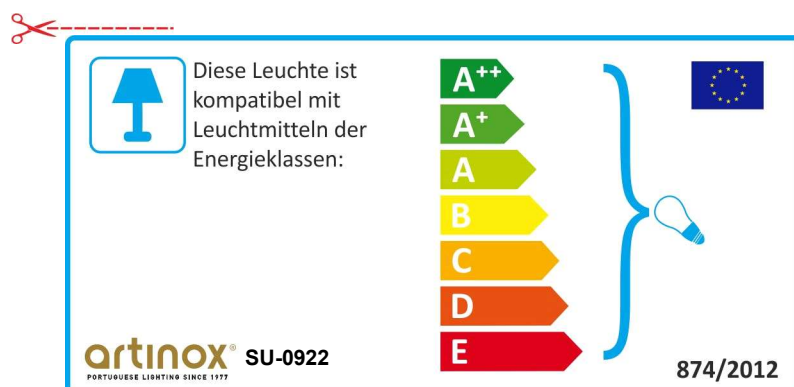 Diese Leuchte ist
kompatibel mit
Leuchtmitteln der
Energieklassen:
A++
A+
A
B
C
D
E
artinox® SU-0922
PORTUGUESE LIGHTING SINCE 1977
874/2012